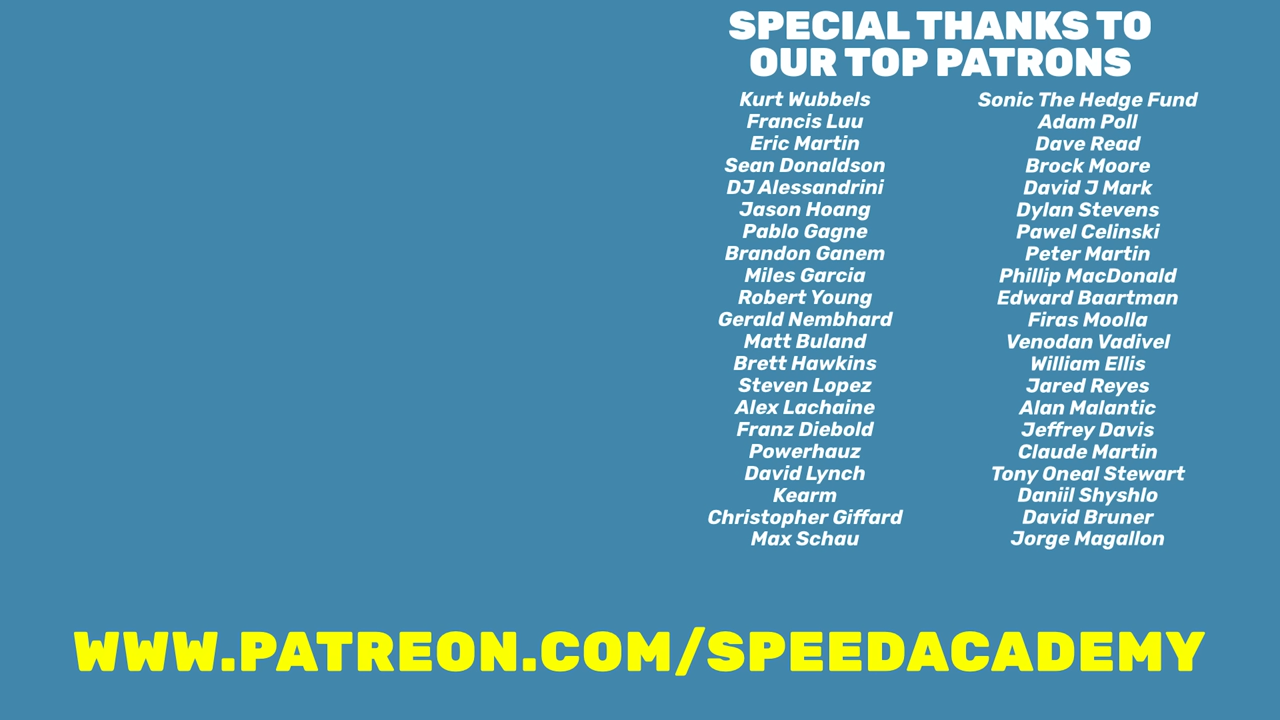 SPECIAL THANKS TO
OUR TOP PATRONS
Kurt Wubbels
Francis Luu
Eric Martin
Sean Donaldson
DJ Alessandrini
Jason Hoang
Pablo Gagne
Brandon Ganem
Miles Garcia
Robert Young
Gerald Nembhard
Matt Buland
Brett Hawkins
Steven Lopez
Alex Lachaine
Franz Diebold
Powerhauz
David Lynch
Kearm
Christopher Giffard
Max Schau
Sonic The Hedge Fund
Adam Poll
Dave Read
Brock Moore
David J Mark
Dylan Stevens
Pawel Celinski
Peter Martin
Phillip MacDonald
Edward Baartman
Firas Moolla
Venodan Vadivel
William Ellis
Jared Reyes
Alan Malantic
Jeffrey Davis
Claude Martin
Tony Oneal Stewart
Daniil Shyshlo
David Bruner
Jorge Magallon
WWW.PATREON.COM/SPEEDACADEMY